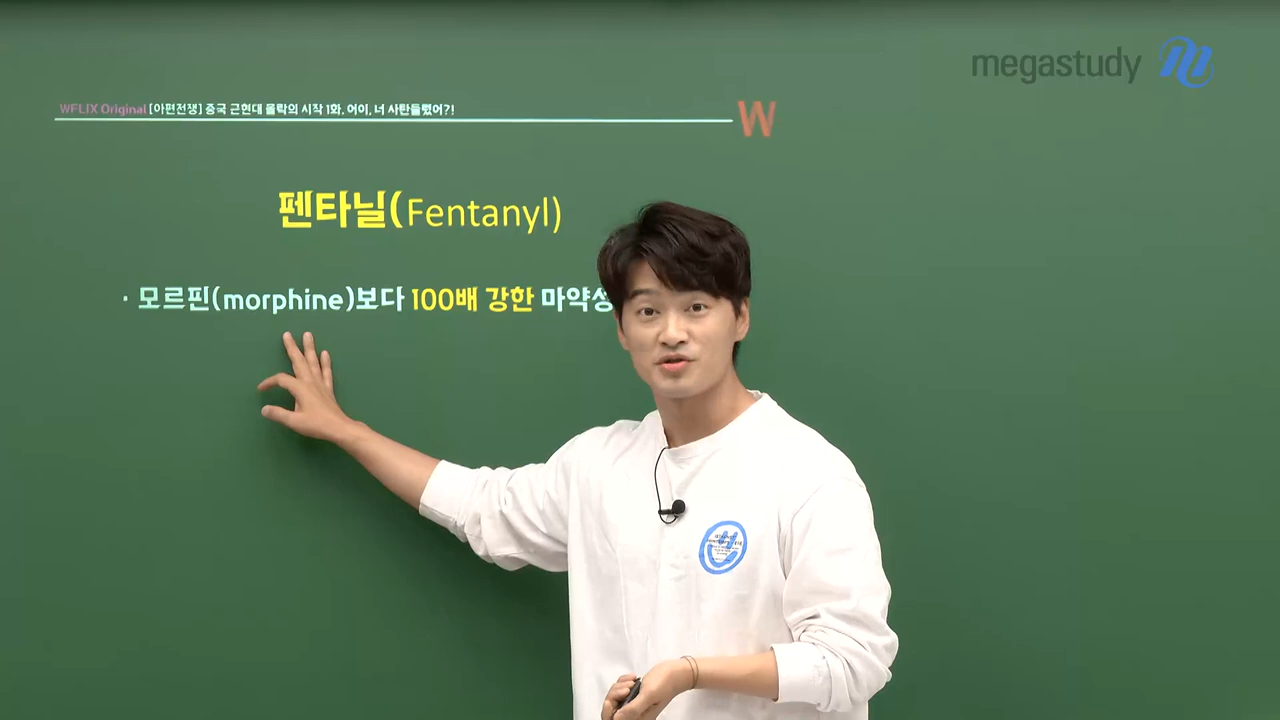 megastudy
WFLIX Original [아편전쟁] 중국 근현대 몰락의 시작 1화. 어이, 너 사탄들렸어?!
W
펜타닐(Fentanyl)
· 모르핀(morphine)보다 100배 강한 마약성